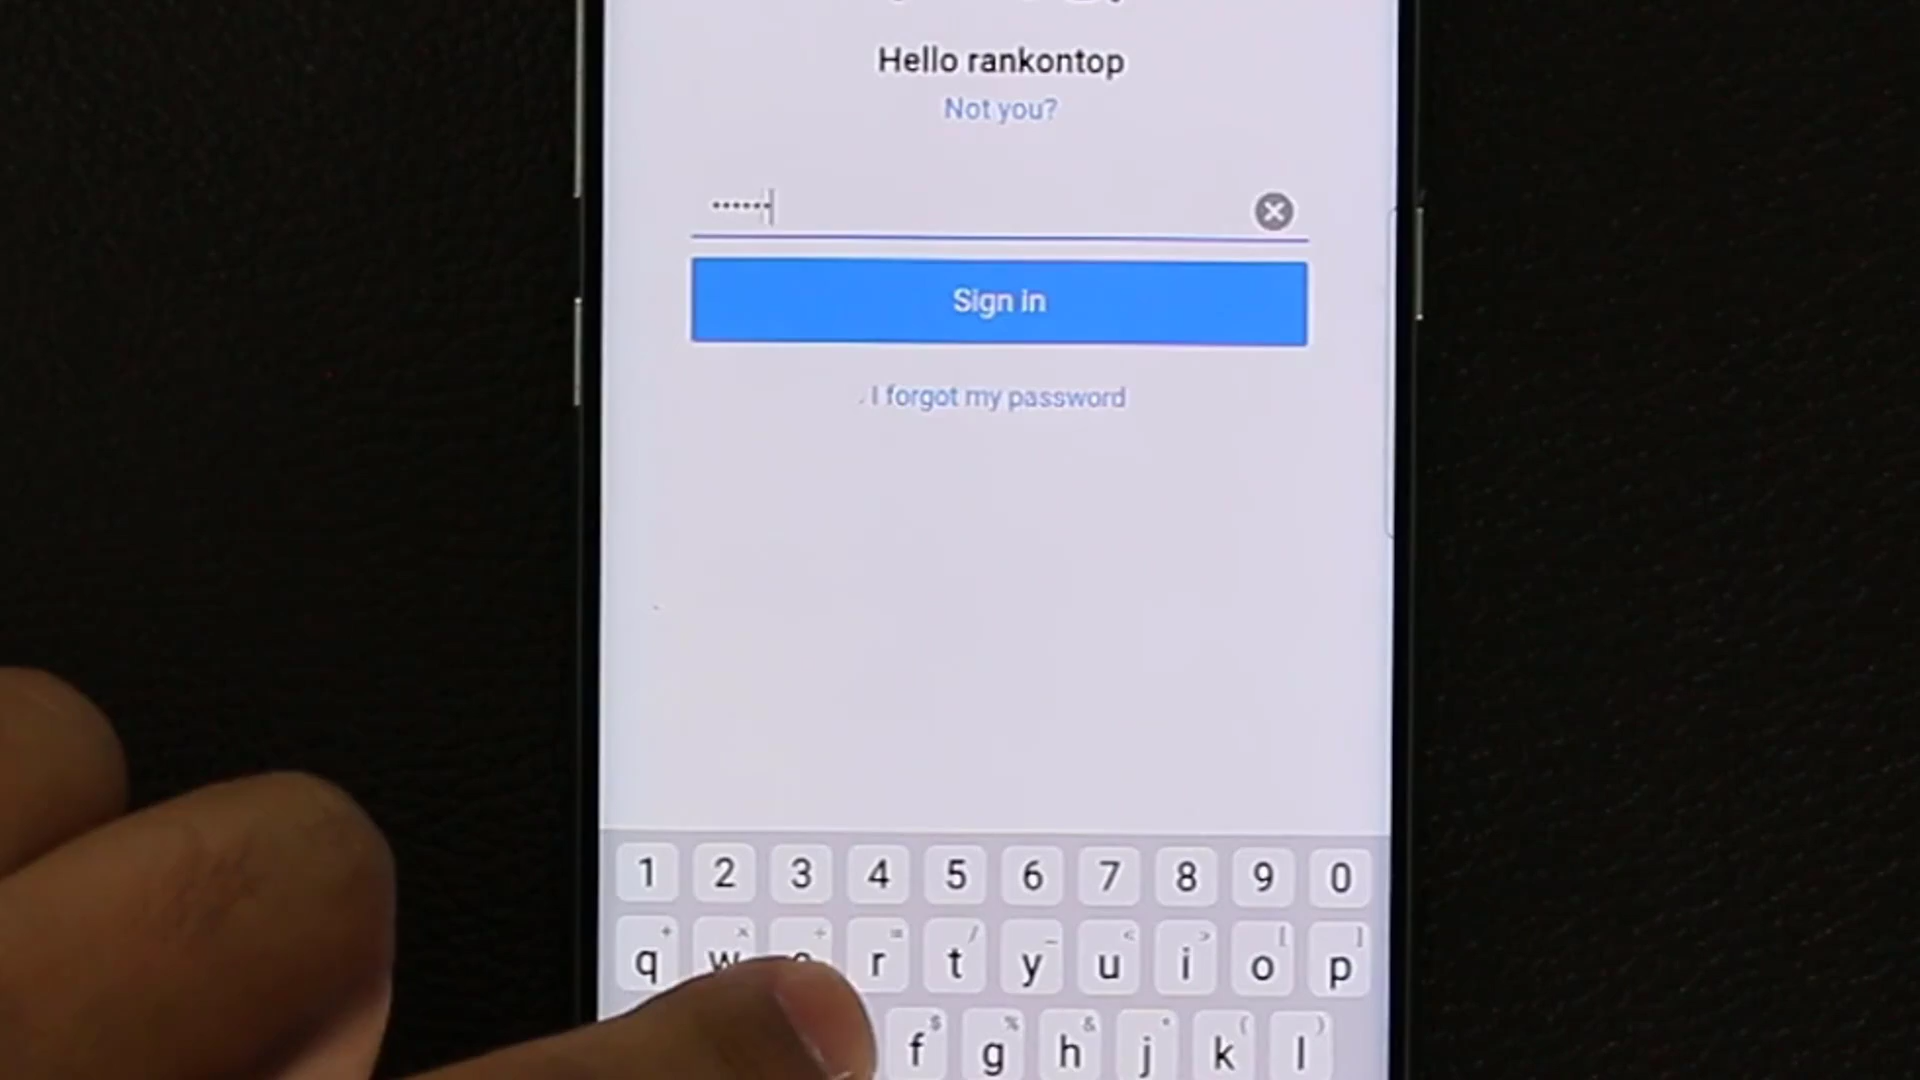 Hello rankontop
Not you?
••••••
Sign in
I forgot my password
1 2 3 4 5 6 7 8 9 0
q w e r t y u i o p
f g h j k l